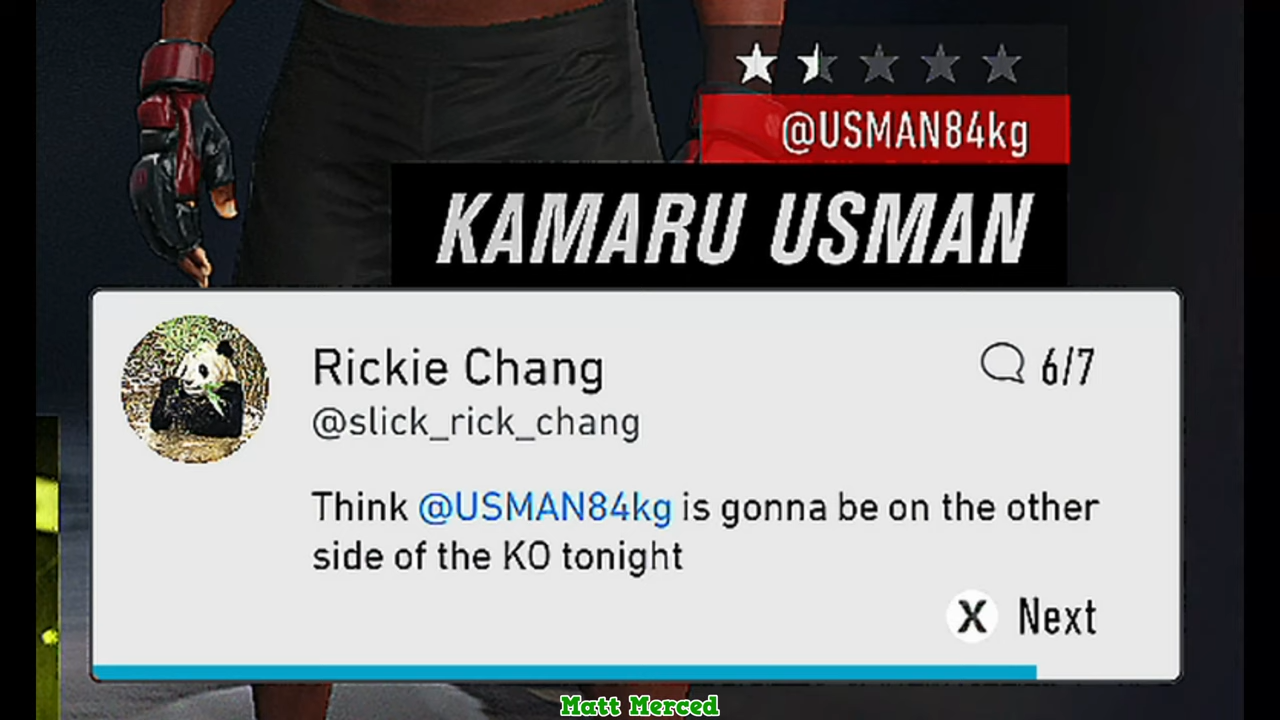 @USMAN84kg
KAMARU USMAN
Rickie Chang
6/7
@slick_rick_chang
Think @USMAN84kg is gonna be on the other
side of the KO tonight
X Next
Matt Merced